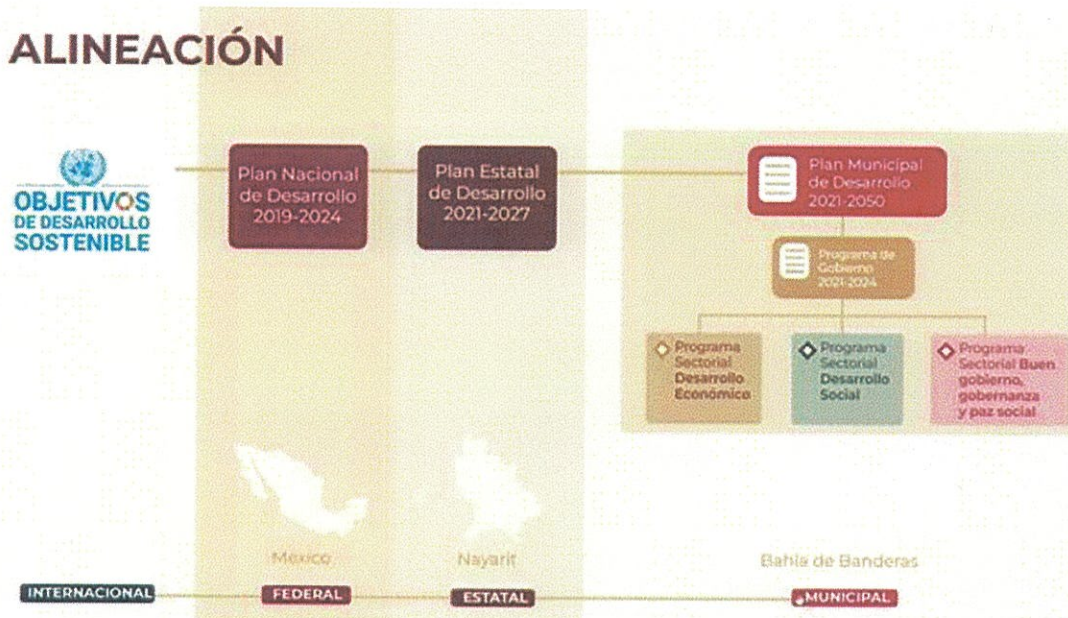 ALINEACIÓN
OBJETIVOS
DE DESARROLLO
SOSTENIBLE
Plan Nacional
de Desarrollo
2019-2024
Plan Estatal
de Desarrollo
2021-2027
Plan Municipal
de Desarrollo
2021-2050
Programa de
Gobierno
2021-2024
Programa
Sectorial
Desarrollo
Económico
Programa
Sectorial
Desarrollo
Social
Programa
Sectorial Buen
gobierno,
gobernanza
y paz social
México
Nayarit
Bahía de Banderas
INTERNACIONAL
FEDERAL
ESTATAL
MUNICIPAL